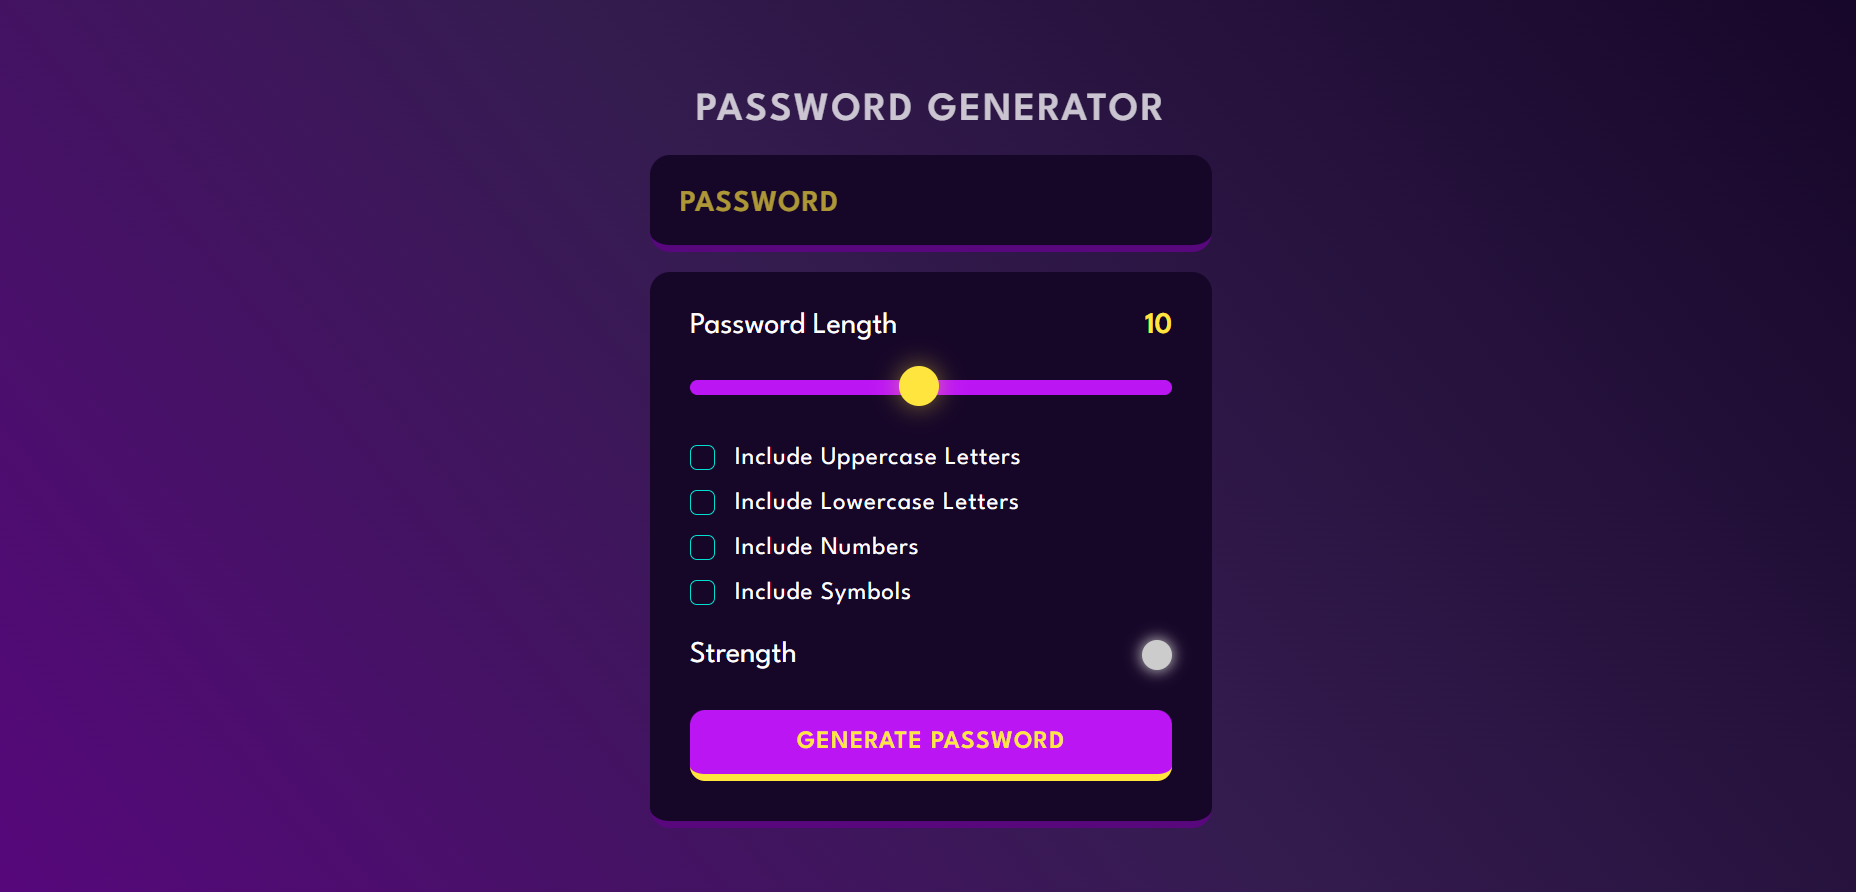 PASSWORD GENERATOR
PASSWORD
Password Length 10
Include Uppercase Letters
Include Lowercase Letters
Include Numbers
Include Symbols
Strength
GENERATE PASSWORD